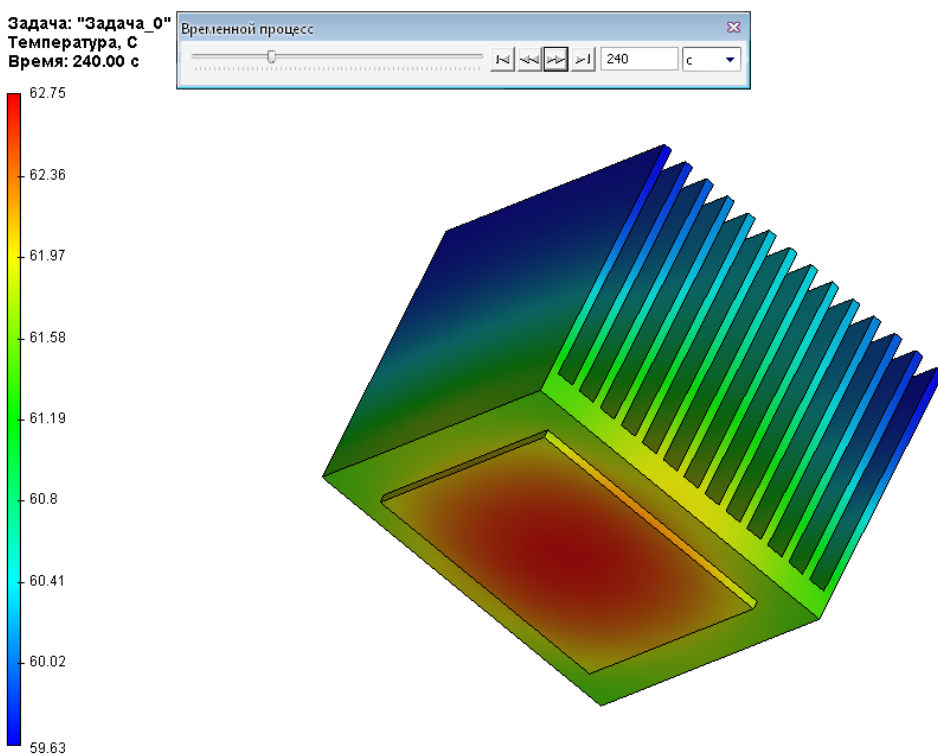 Задача: "Задача_0"
Температура, C
Время: 240.00 с
Временной процесс
240
с
62.75
62.36
61.97
61.58
61.19
60.8
60.41
60.02
59.63